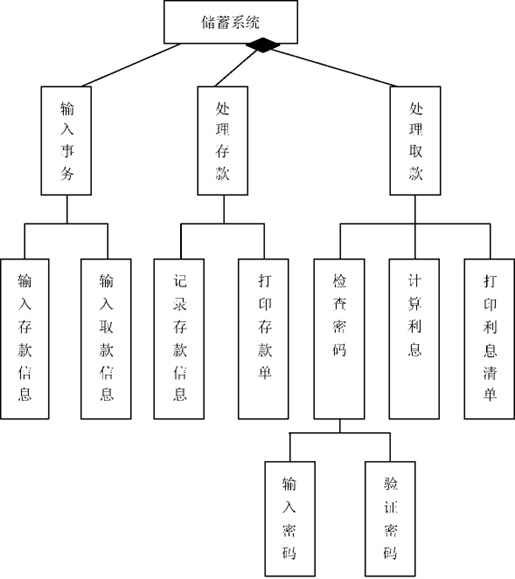 储蓄系统
输入事务
处理存款
处理取款
输入存款信息
输入取款信息
记录存款信息
打印存款单
检查密码
计算利息
打印利息清单
输入密码
验证密码